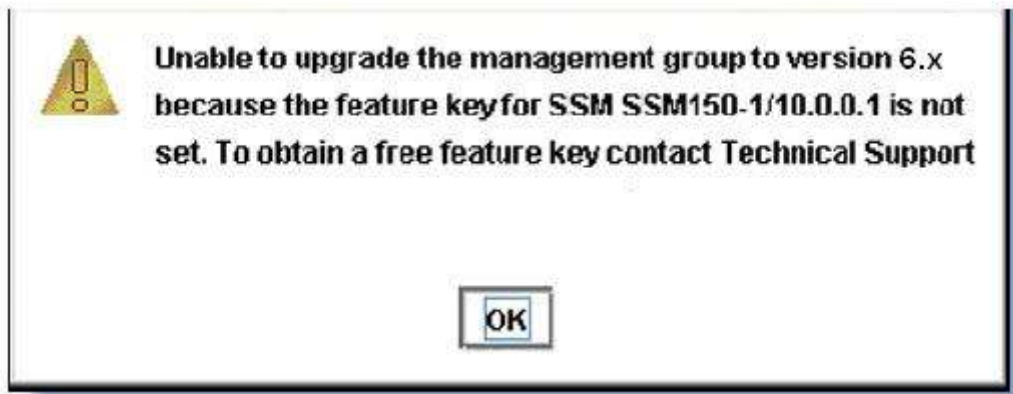 Unable to upgrade the management group to version 6.x
because the feature key for SSM SSM150-1/10.0.0.1 is not
set. To obtain a free feature key contact Technical Support
OK